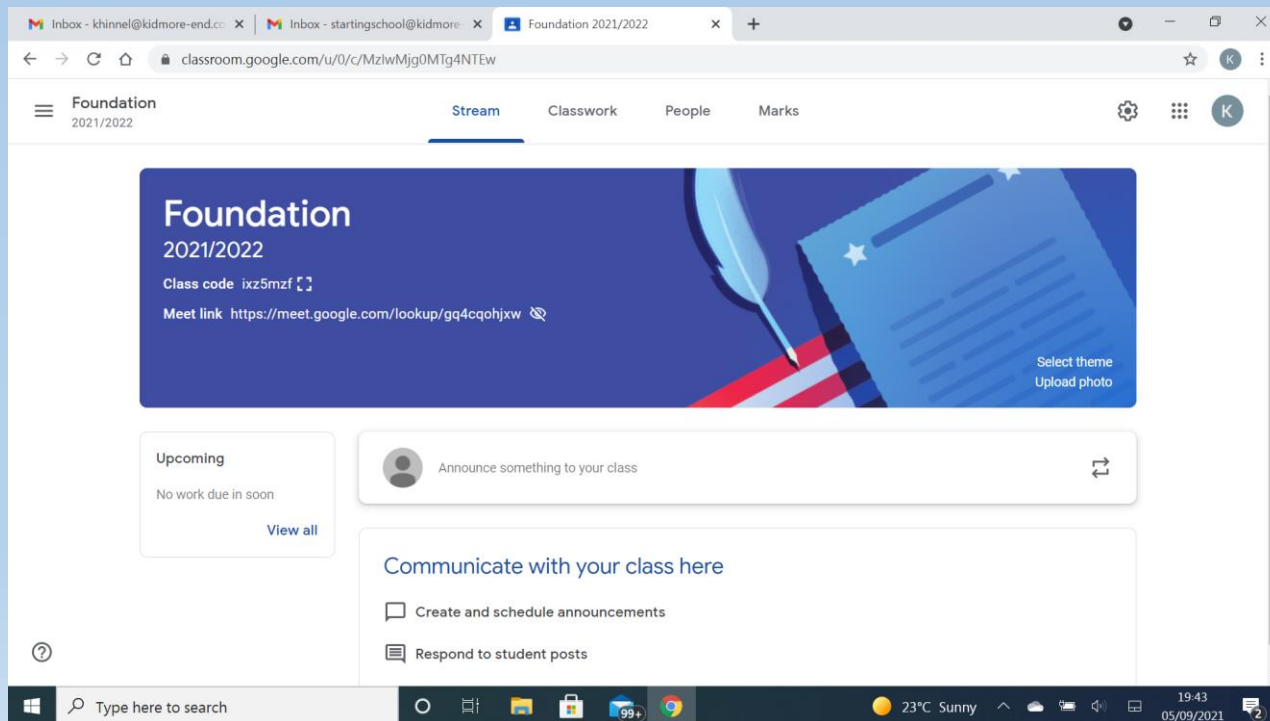 Inbox - khinnel@kidmore-end.co
Inbox - startingschool@kidmore-
Foundation 2021/2022
classroom.google.com/u/0/c/MzIwMjg0MTg4NTEw
K
Foundation
2021/2022
Stream
Classwork
People
Marks
K
Foundation
2021/2022
Class code ixz5mzf
Meet link https://meet.google.com/lookup/gq4cqohjxw
Select theme
Upload photo
Upcoming
No work due in soon
View all
Announce something to your class
Communicate with your class here
Create and schedule announcements
Respond to student posts
Type here to search
99+
23°C Sunny
19:43
05/09/2021
2